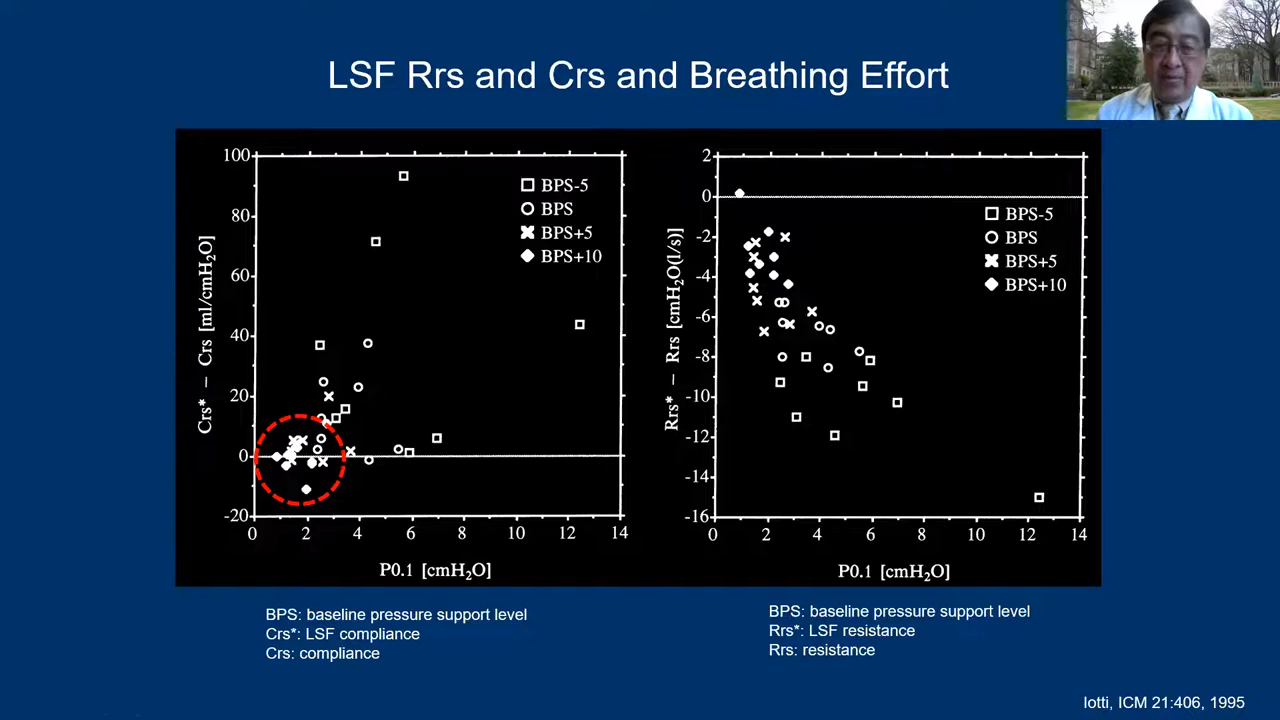 LSF Rrs and Crs and Breathing Effort
100
80
60
40
20
0
-20
0 2 4 6 8 10 12 14
Crs* – Crs [ml/cmH₂O]
P0.1 [cmH₂O]
BPS-5
BPS
BPS+5
BPS+10
2
0
-2
-4
-6
-8
-10
-12
-14
-16
0 2 4 6 8 10 12 14
Rrs* – Rrs [cmH₂O(l/s)]
P0.1 [cmH₂O]
BPS-5
BPS
BPS+5
BPS+10
BPS: baseline pressure support level
Crs*: LSF compliance
Crs: compliance
BPS: baseline pressure support level
Rrs*: LSF resistance
Rrs: resistance
Iotti, ICM 21:406, 1995